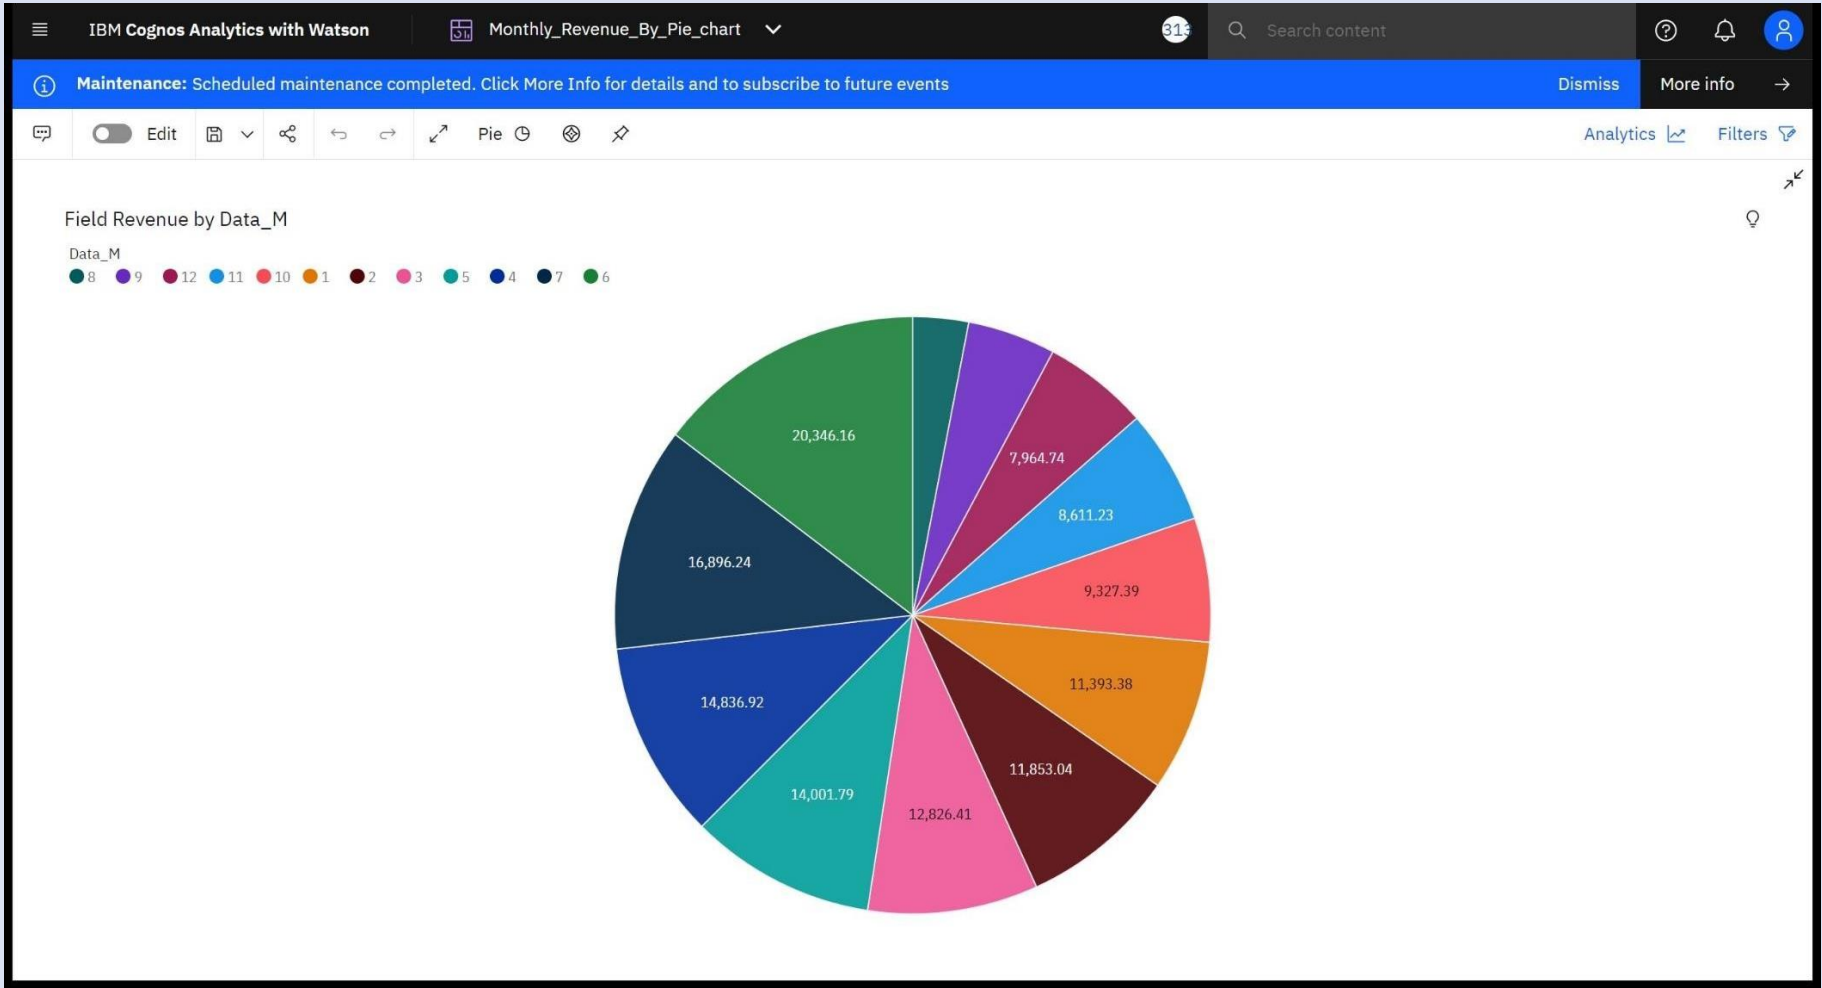 IBM Cognos Analytics with Watson
Monthly_Revenue_By_Pie_chart
313
Search content
Maintenance: Scheduled maintenance completed. Click More Info for details and to subscribe to future events
Dismiss
More info
Edit
Pie
Analytics
Filters
Field Revenue by Data_M
Data_M
8 9 12 11 10 1 2 3 5 4 7 6
20,346.16
7,964.74
8,611.23
16,896.24
9,327.39
11,393.38
14,836.92
11,853.04
14,001.79
12,826.41